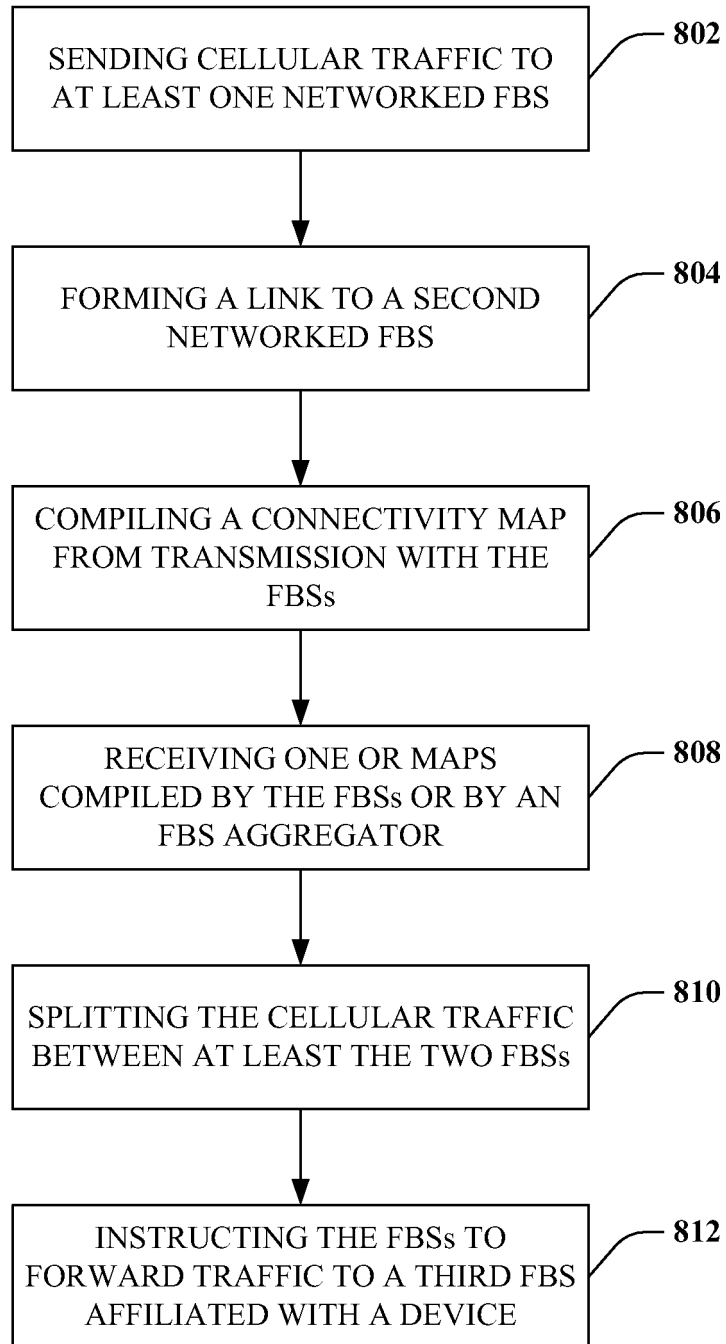 SENDING CELLULAR TRAFFIC TO
AT LEAST ONE NETWORKED FBS
802
FORMING A LINK TO A SECOND
NETWORKED FBS
804
COMPILING A CONNECTIVITY MAP
FROM TRANSMISSION WITH THE
FBSs
806
RECEIVING ONE OR MAPS
COMPILED BY THE FBSs OR BY AN
FBS AGGREGATOR
808
SPLITTING THE CELLULAR TRAFFIC
BETWEEN AT LEAST THE TWO FBSs
810
INSTRUCTING THE FBSs TO
FORWARD TRAFFIC TO A THIRD FBS
AFFILIATED WITH A DEVICE
812